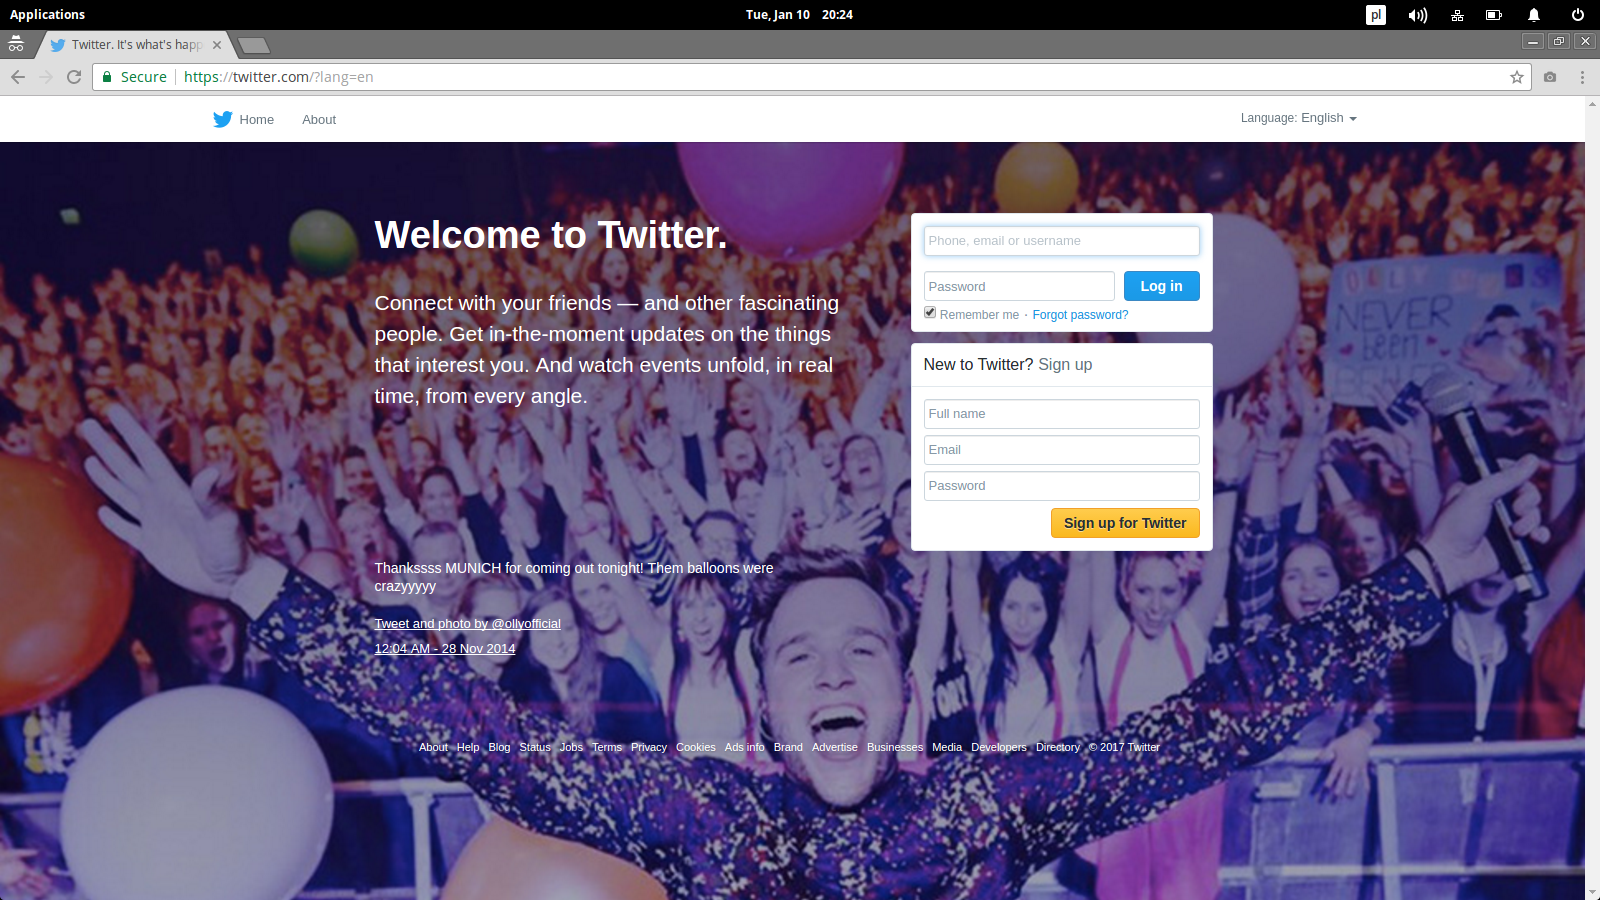 Applications
Tue, Jan 10 20:24
pl
Twitter. It's what's happ
Secure
https://twitter.com/?lang=en
Home
About
Language: English
Welcome to Twitter.
Connect with your friends — and other fascinating
people. Get in-the-moment updates on the things
that interest you. And watch events unfold, in real
time, from every angle.
Phone, email or username
Password
Log in
Remember me · Forgot password?
New to Twitter? Sign up
Full name
Email
Password
Sign up for Twitter
Thankssss MUNICH for coming out tonight! Them balloons were
crazyyyyy
Tweet and photo by @ollyofficial
12:04 AM - 28 Nov 2014
About Help Blog Status Jobs Terms Privacy Cookies Ads info Brand Advertise Businesses Media Developers Directory © 2017 Twitter